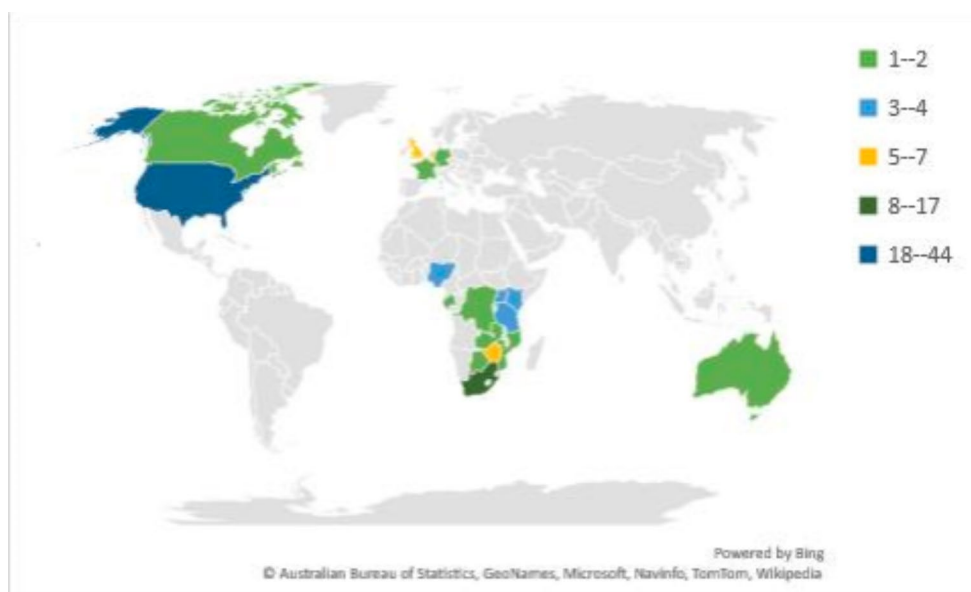 1--2
3--4
5--7
8--17
18--44
Powered by Bing
© Australian Bureau of Statistics, GeoNames, Microsoft, Navinfo, TomTom, Wikipedia